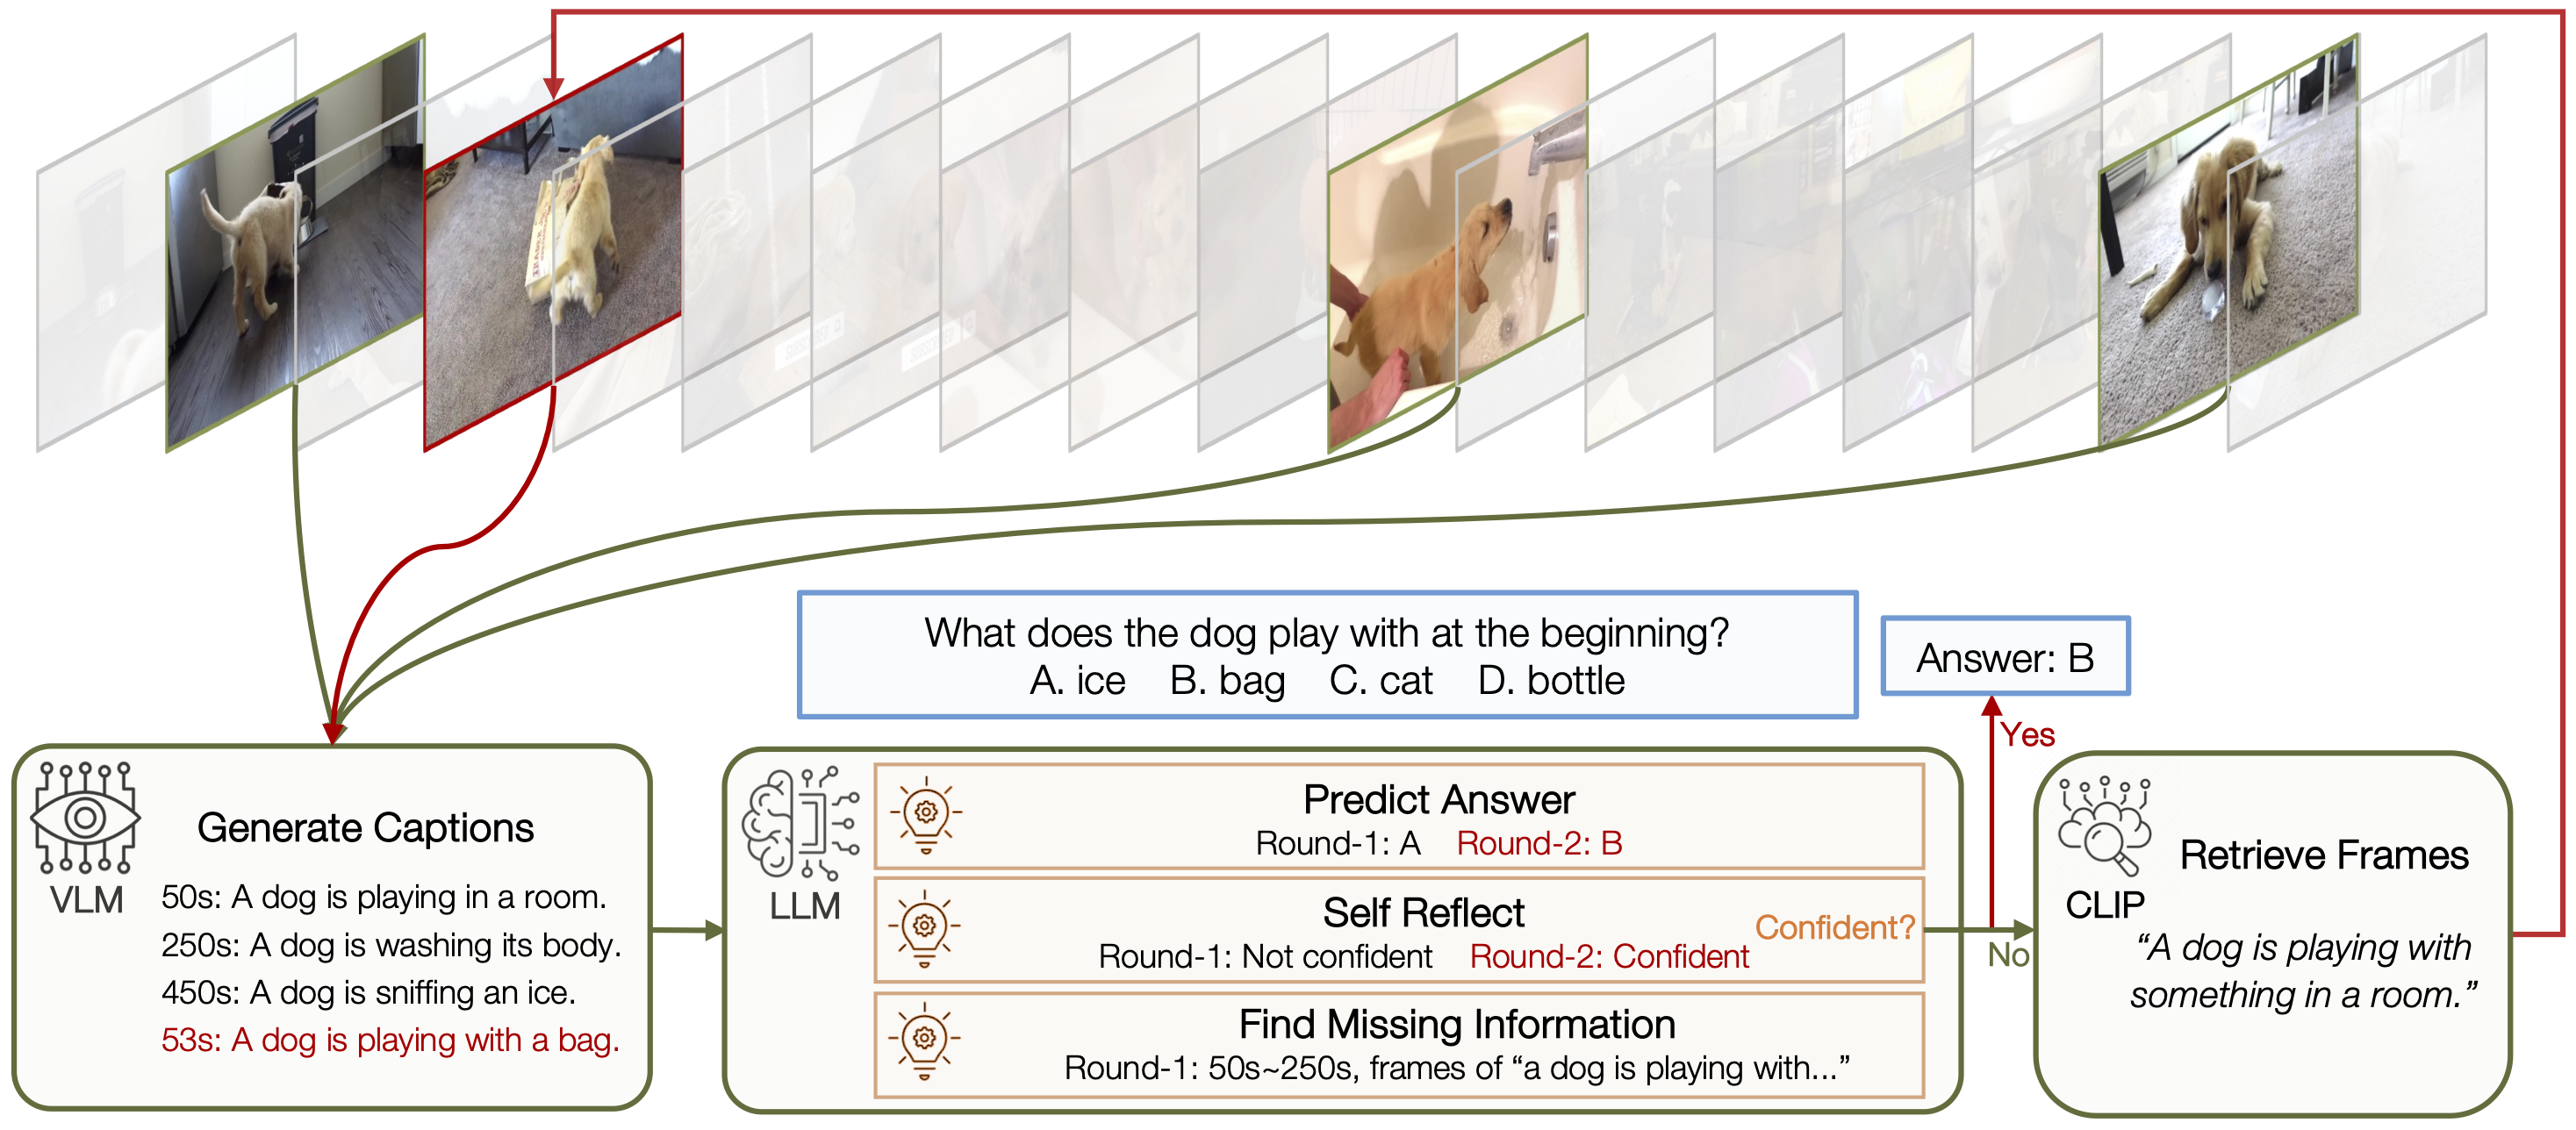 What does the dog play with at the beginning?
A. ice B. bag C. cat D. bottle
Answer: B
Yes
VLM
Generate Captions
50s: A dog is playing in a room.
250s: A dog is washing its body.
450s: A dog is sniffing an ice.
53s: A dog is playing with a bag.
LLM
Predict Answer
Round-1: A Round-2: B
Self Reflect
Round-1: Not confident Round-2: Confident
Confident?
Find Missing Information
Round-1: 50s~250s, frames of “a dog is playing with...”
No
CLIP
Retrieve Frames
“A dog is playing with
something in a room.”